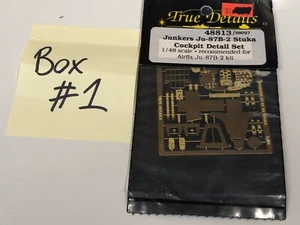 Box
#1
True Details
48813/
Junkers Ju-87B-2 Stuka
Cockpit Detail Set
1/48 scale • recommended for
Airfix Ju-87B-2 kit